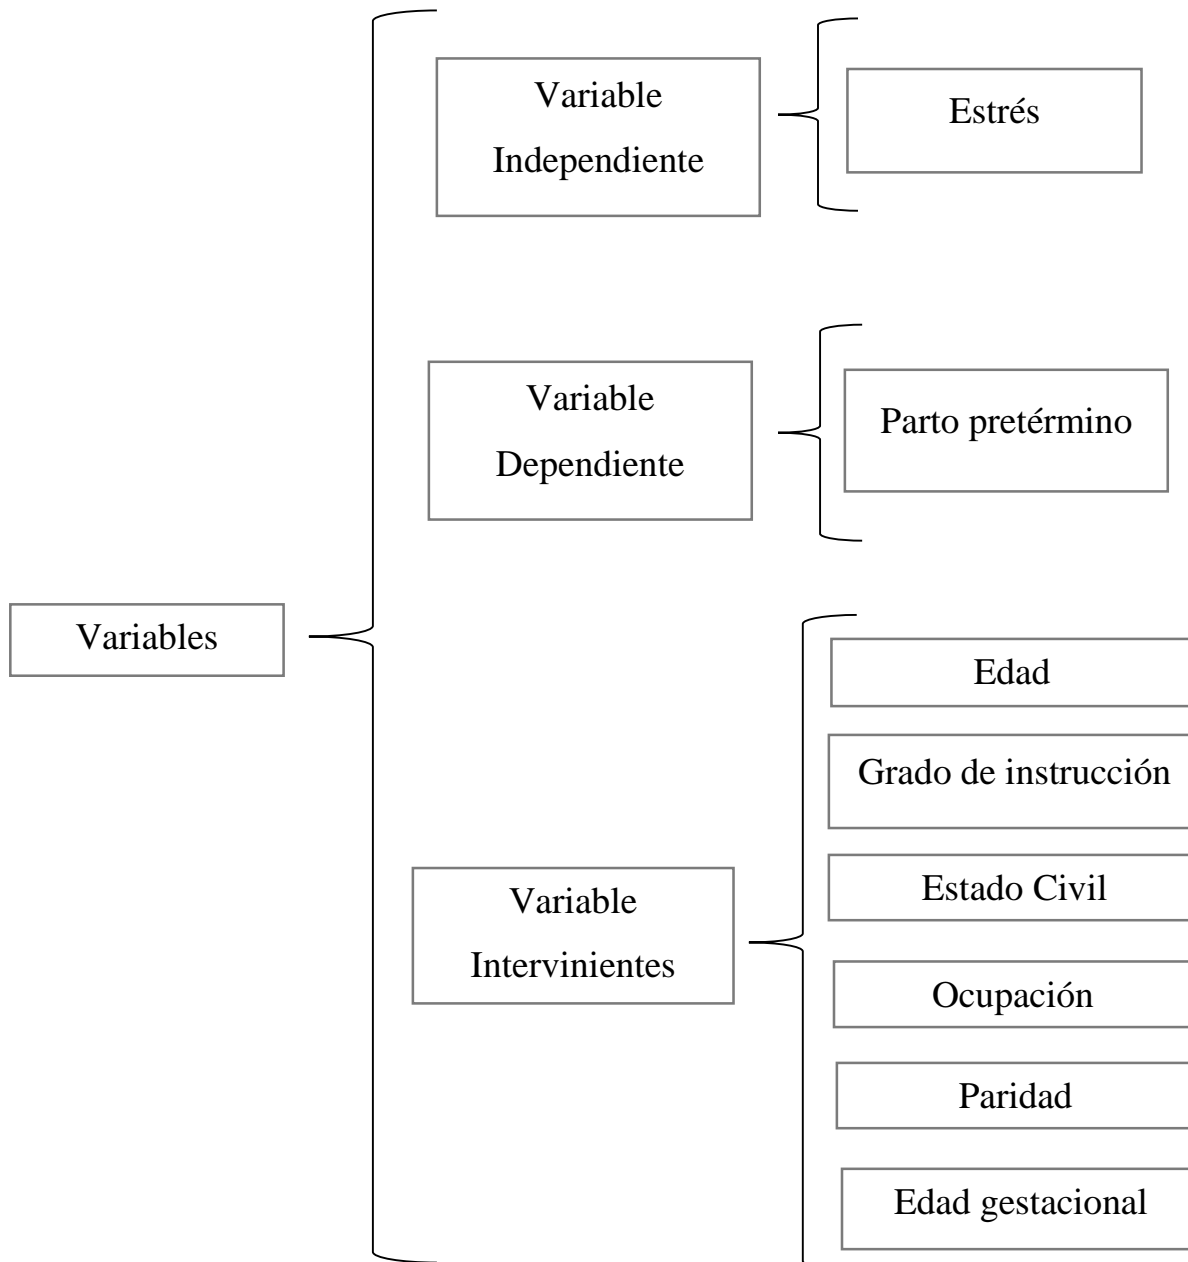 Variables
Variable
Independiente
Estrés
Variable
Dependiente
Parto pretérmino
Variable
Intervinientes
Edad
Grado de instrucción
Estado Civil
Ocupación
Paridad
Edad gestacional